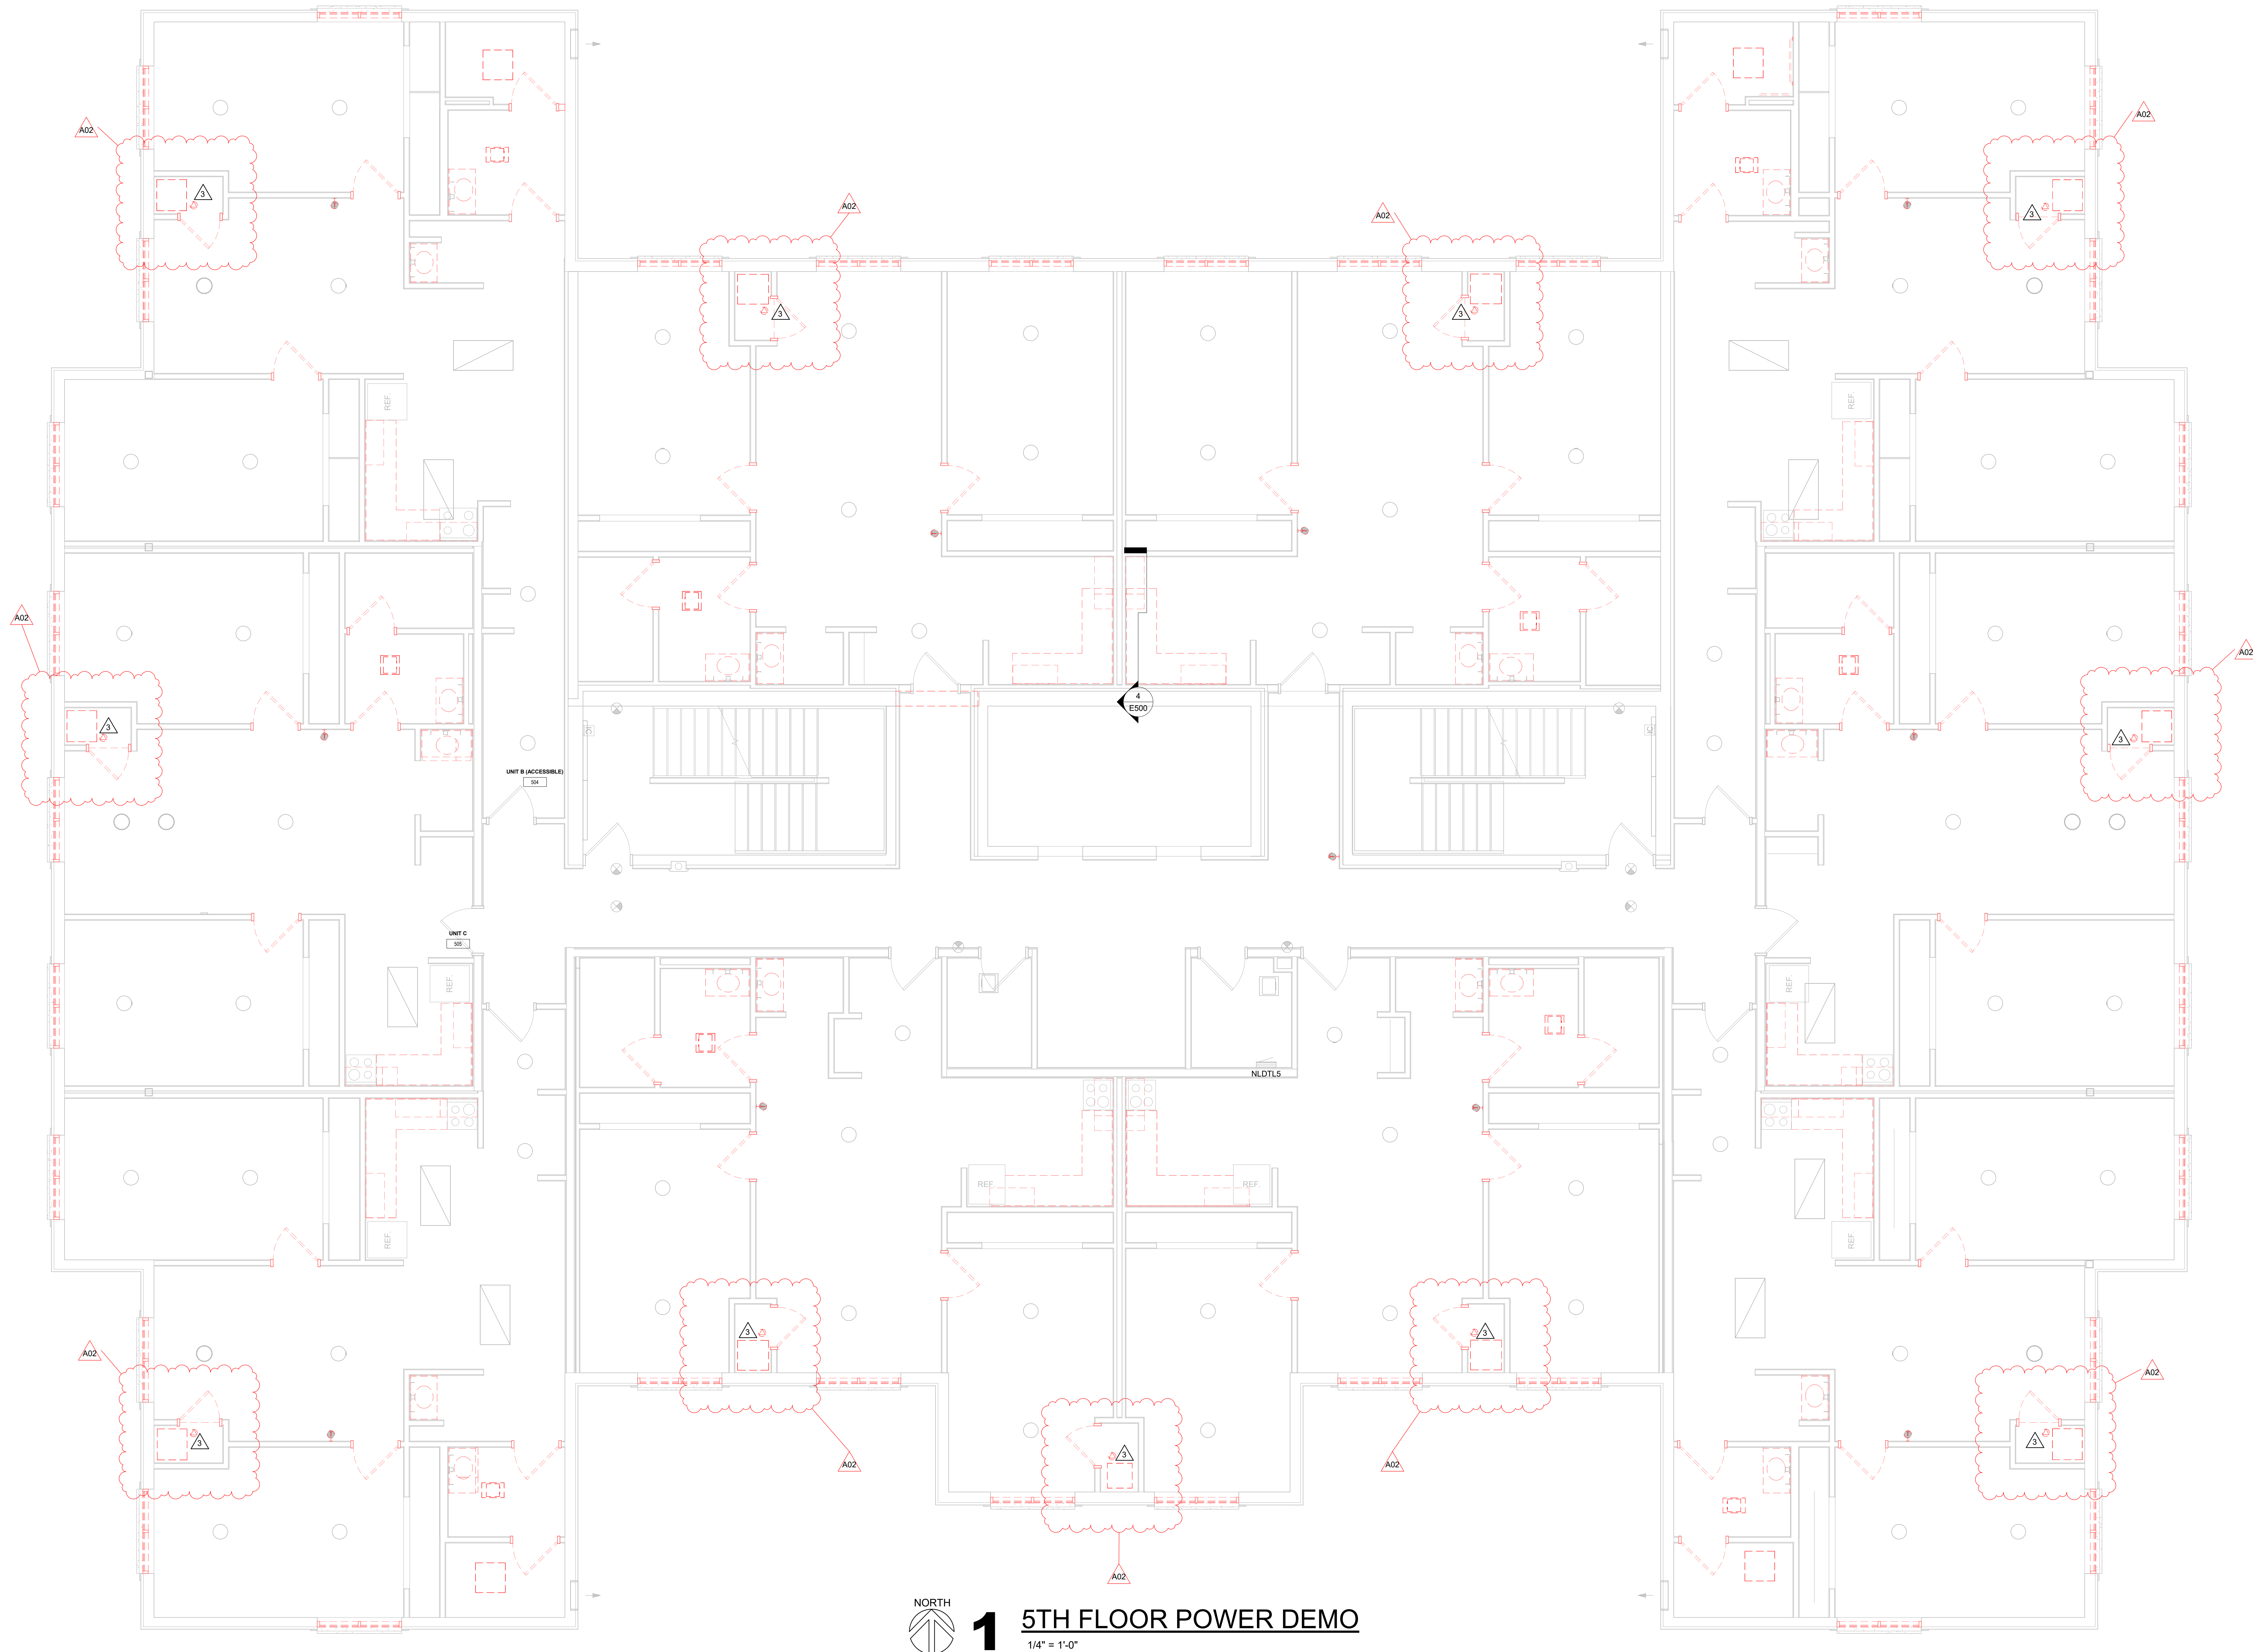 A02
A02
3
3
A02
A02
3
3
3
3
REF.
REF.
A02
A02
3
3
4
E500
UNIT B (ACCESSIBLE)
504
UNIT C
505
REF.
REF.
NLDTL5
REF.
REF.
REF.
REF.
A02
A02
3
3
3
3
3
A02
A02
A02
NORTH
1
5TH FLOOR POWER DEMO
1/4" = 1'-0"